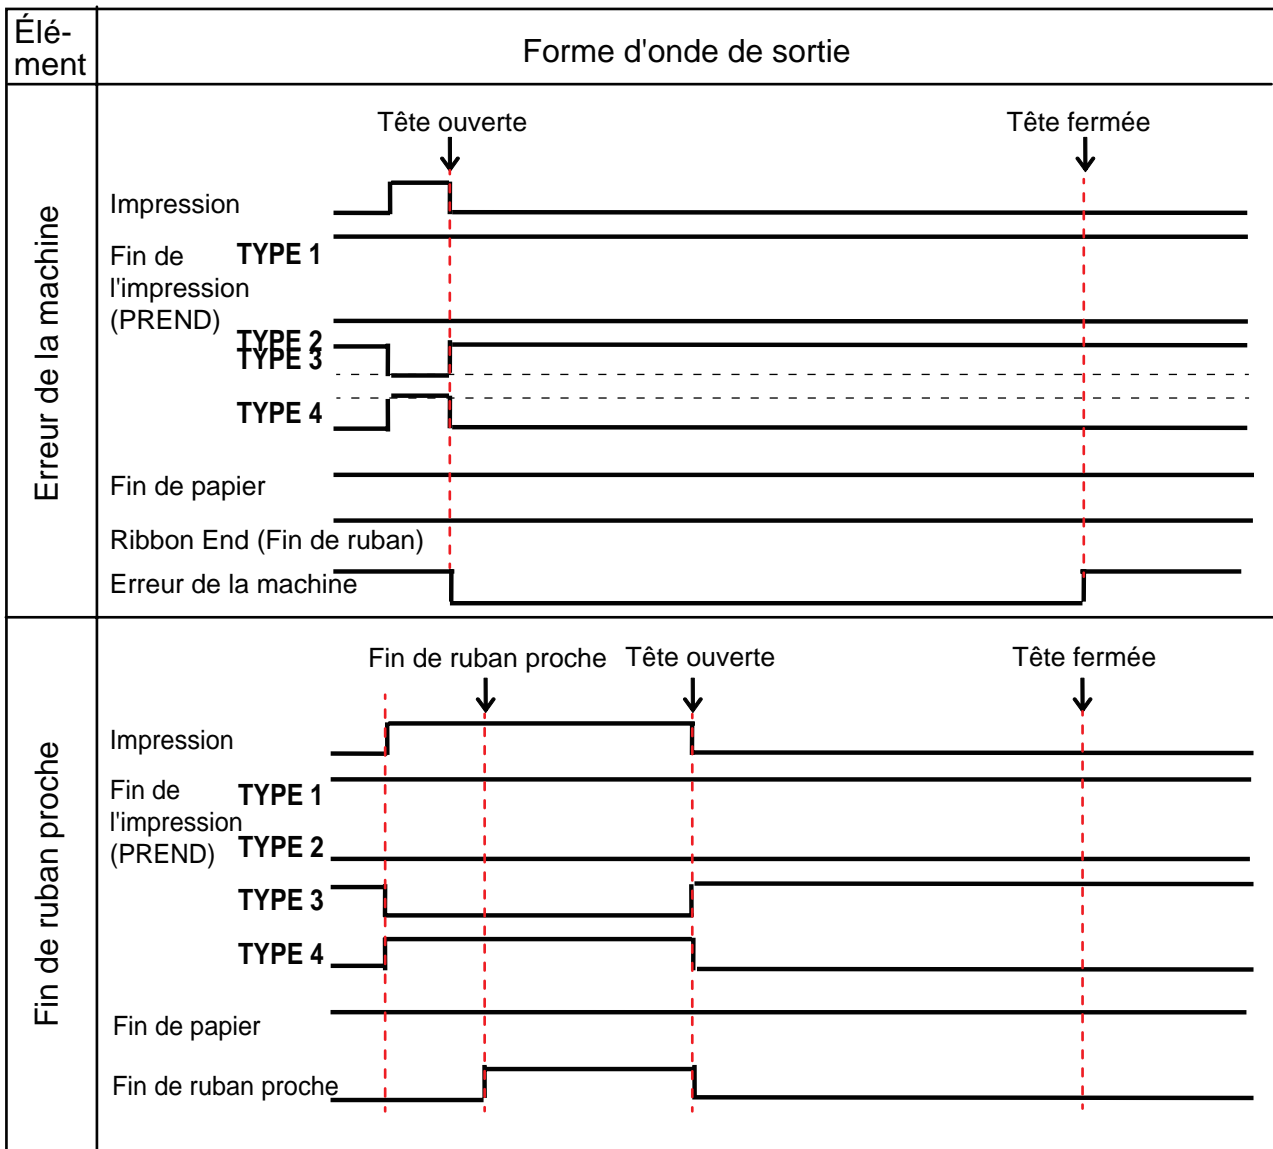 Élé-
ment
Forme d'onde de sortie
Erreur de la machine
Tête ouverte
Tête fermée
Impression
Fin de
l'impression
(PREND)
TYPE 1
TYPE 2
TYPE 3
TYPE 4
Fin de papier
Ribbon End (Fin de ruban)
Erreur de la machine
Fin de ruban proche
Fin de ruban proche
Tête ouverte
Tête fermée
Impression
Fin de
l'impression
(PREND)
TYPE 1
TYPE 2
TYPE 3
TYPE 4
Fin de papier
Fin de ruban proche